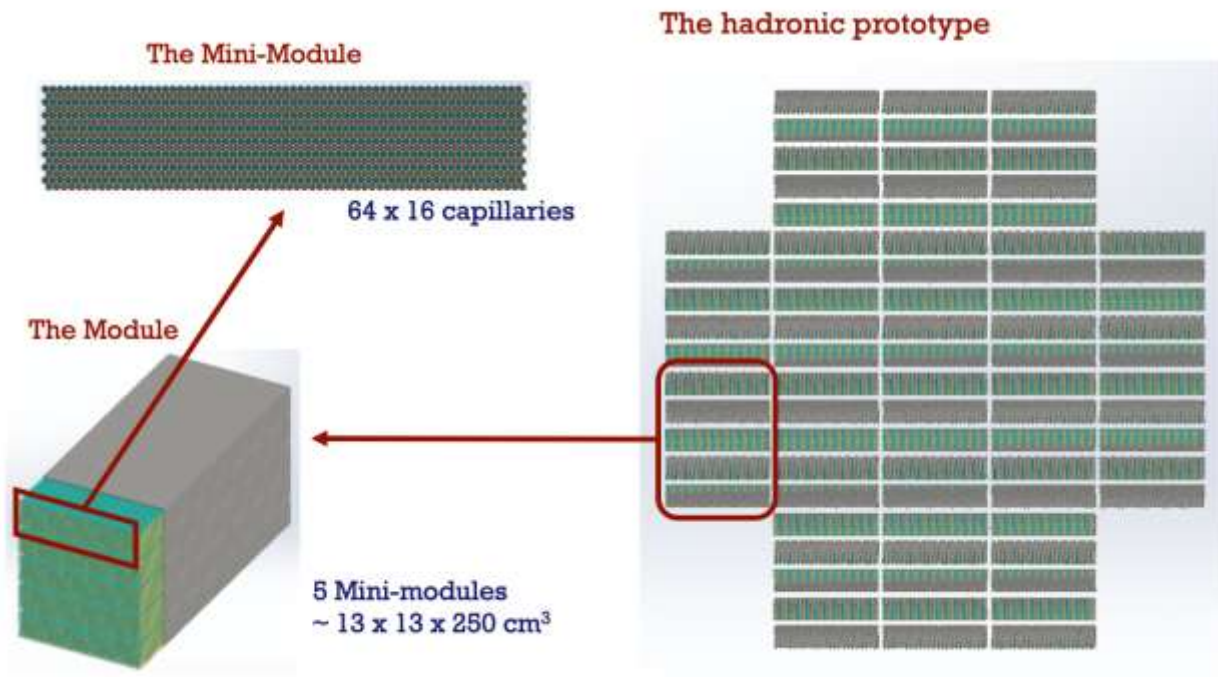 The Mini-Module
The hadronic prototype
64 x 16 capillaries
The Module
5 Mini-modules
~ 13 x 13 x 250 cm³